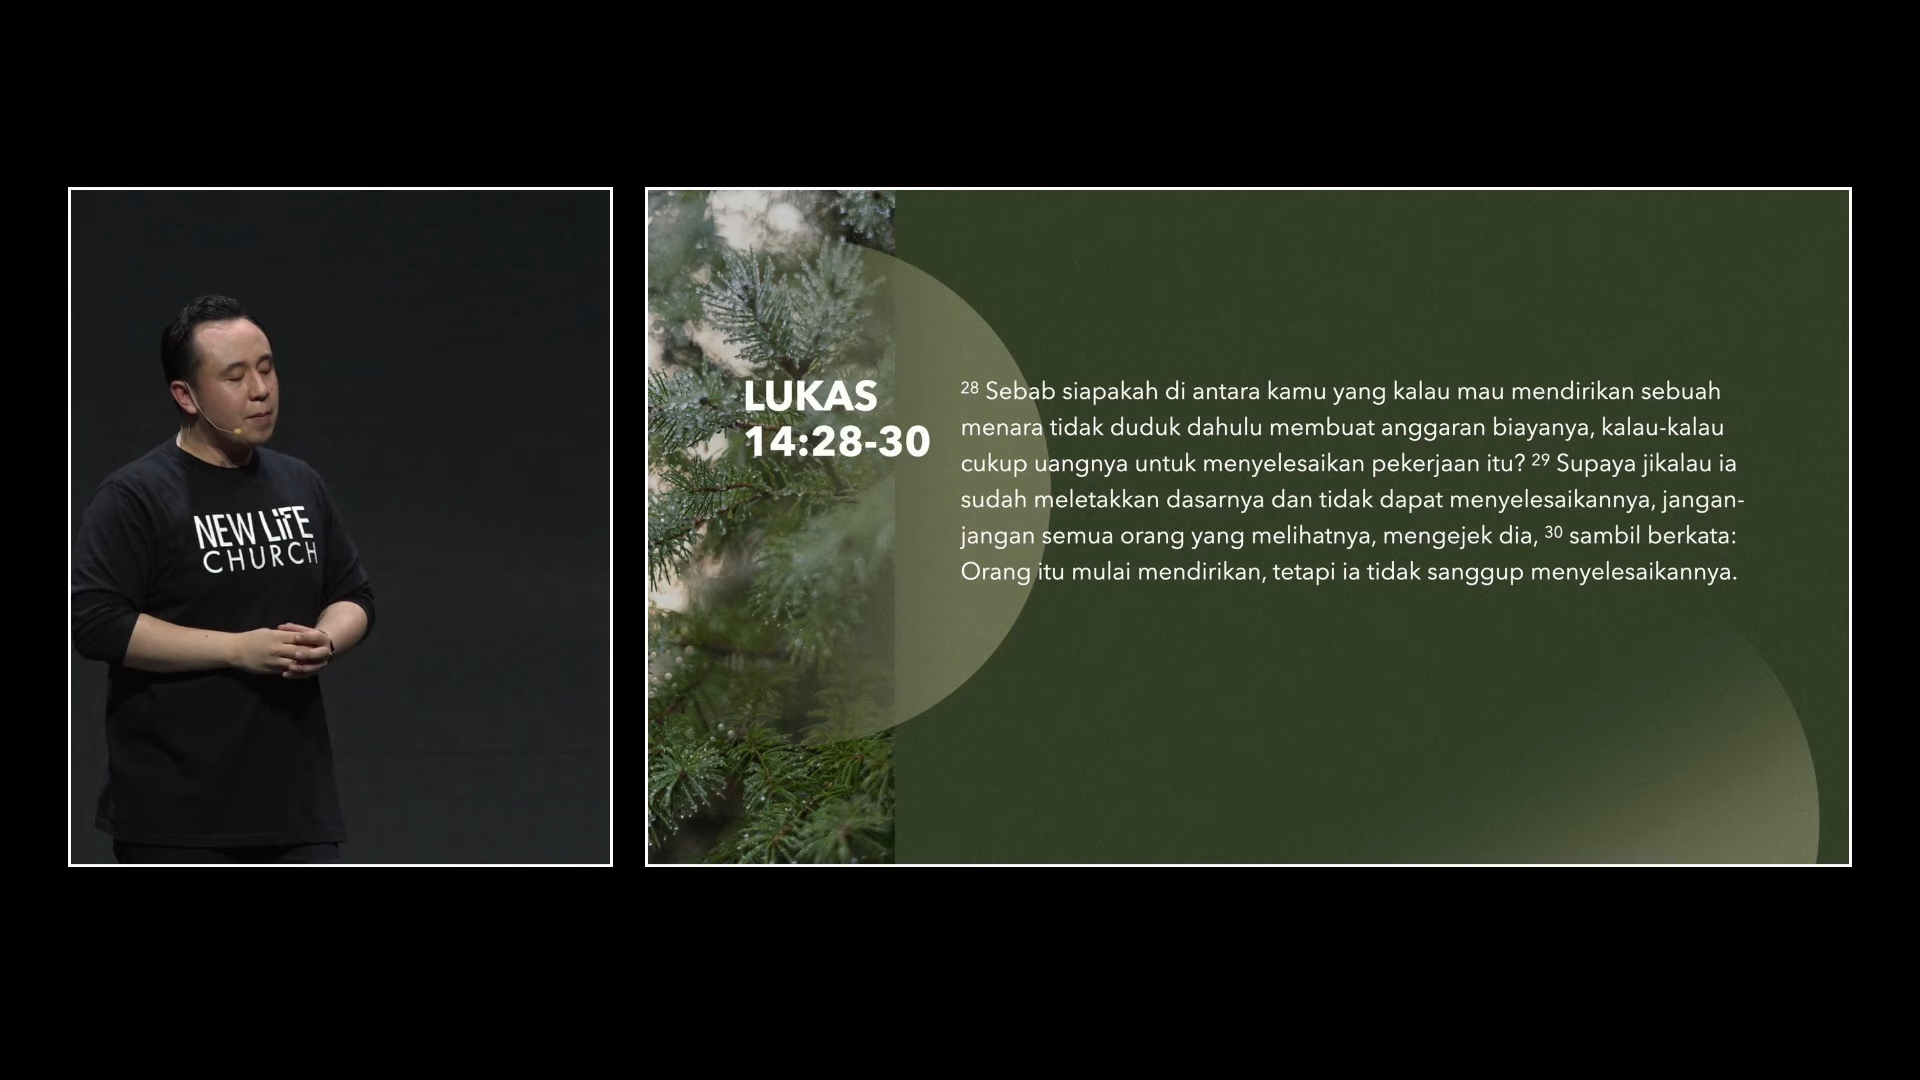 NEW LiFE
CHURCH
LUKAS
14:28-30
28 Sebab siapakah di antara kamu yang kalau mau mendirikan sebuah
menara tidak duduk dahulu membuat anggaran biayanya, kalau-kalau
cukup uangnya untuk menyelesaikan pekerjaan itu? 29 Supaya jikalau ia
sudah meletakkan dasarnya dan tidak dapat menyelesaikannya, jangan-
jangan semua orang yang melihatnya, mengejek dia, 30 sambil berkata:
Orang itu mulai mendirikan, tetapi ia tidak sanggup menyelesaikannya.